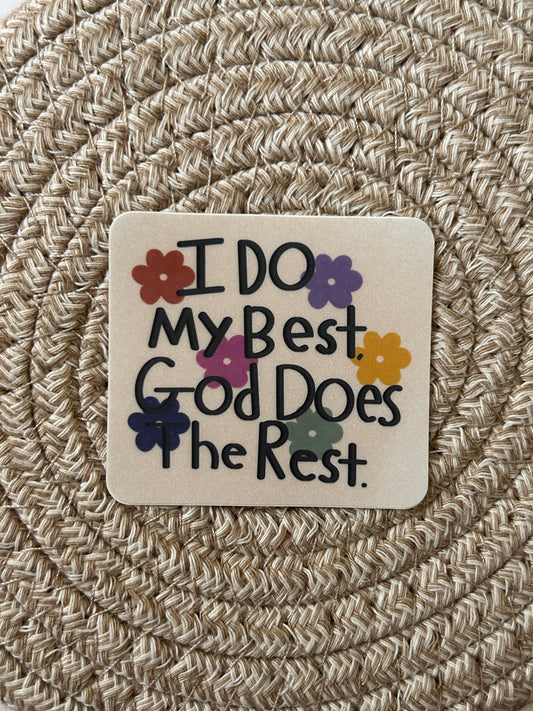 I DO
My Best,
God Does
The Rest.